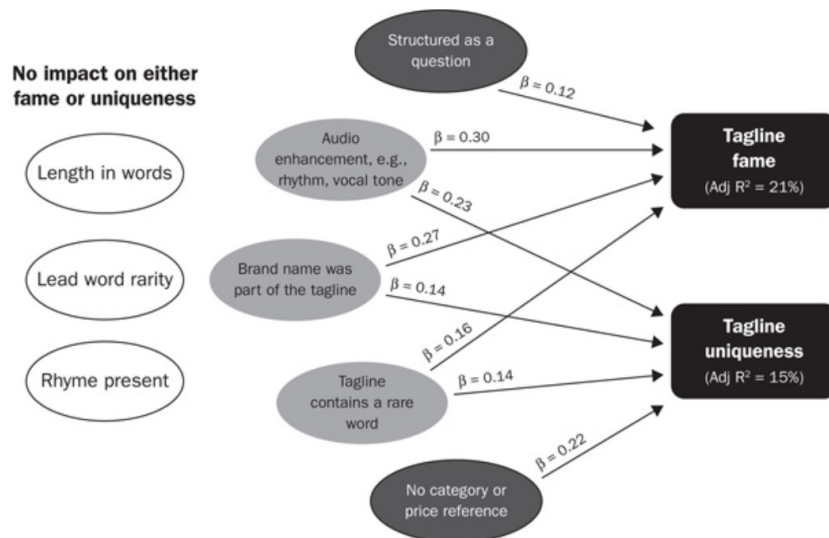 No impact on either
fame or uniqueness
Length in words
Lead word rarity
Rhyme present
Structured as a
question
β = 0.12
Audio
enhancement, e.g.,
rhythm, vocal tone
β = 0.30
β = 0.23
Brand name was
part of the tagline
β = 0.27
β = 0.14
Tagline
contains a rare
word
β = 0.16
β = 0.14
No category or
price reference
β = 0.22
Tagline
fame
(Adj R² = 21%)
Tagline
uniqueness
(Adj R² = 15%)